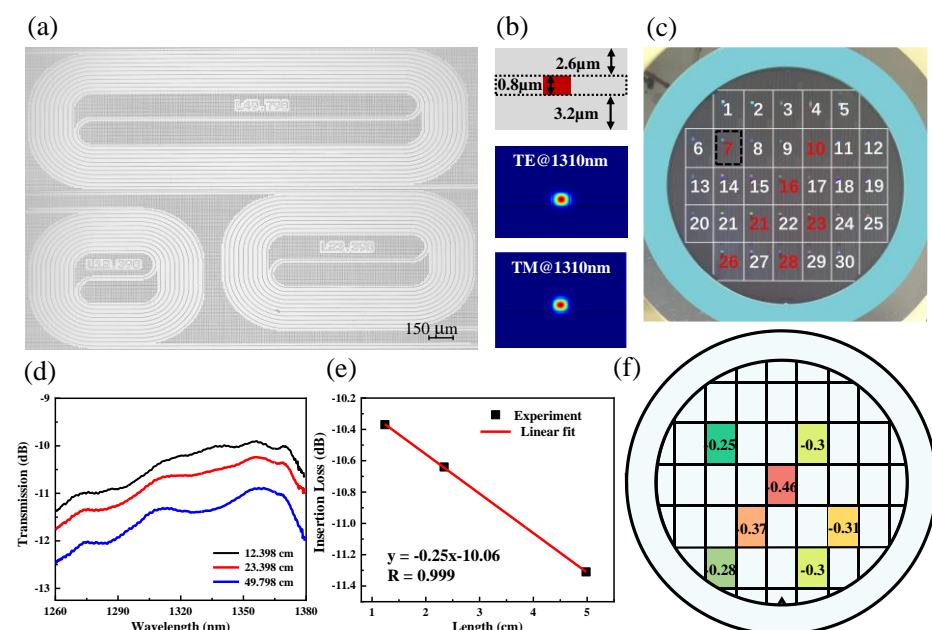 (a)
L49.798
L12.398
L23.398
150 μm
(b)
2.6μm
0.8μm
3.2μm
TE@1310nm
TM@1310nm
(c)
1 2 3 4 5
6 7 8 9 10 11 12
13 14 15 16 17 18 19
20 21 21 22 23 24 25
26 27 28 29 30
(d)
-9
-10
-11
-12
-13
Transmission (dB)
12.398 cm
23.398 cm
49.798 cm
1260 1290 1320 1350 1380
Wavelength (nm)
(e)
-10.2
-10.4
-10.6
-10.8
-11.0
-11.2
-11.4
Insertion Loss (dB)
Experiment
Linear fit
y = -0.25x-10.06
R = 0.999
1 2 3 4 5
Length (cm)
(f)
-0.25 -0.3
-0.46
-0.37 -0.31
-0.28 -0.3